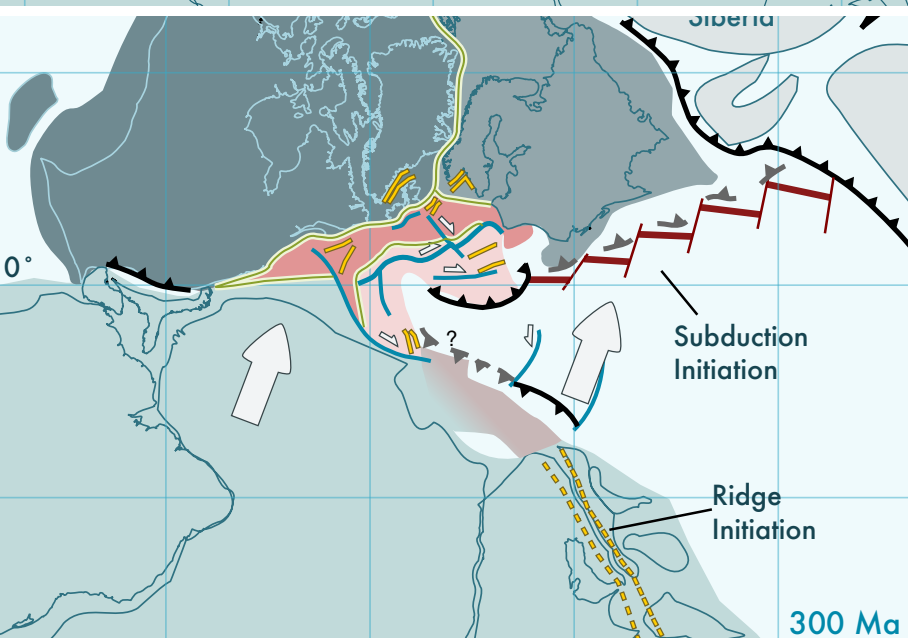 Siberia
0°
?
Subduction
Initiation
Ridge
Initiation
300 Ma